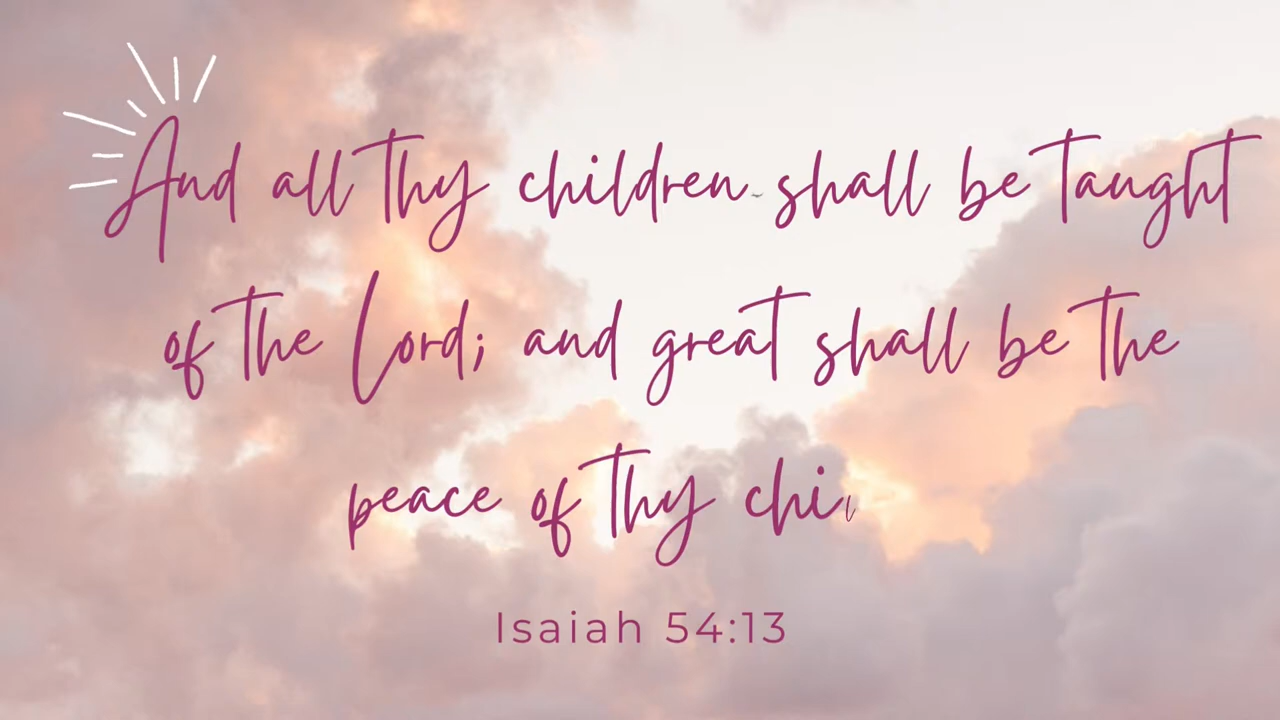 And all thy children shall be taught
of the Lord; and great shall be the
peace of thy chil
Isaiah 54:13